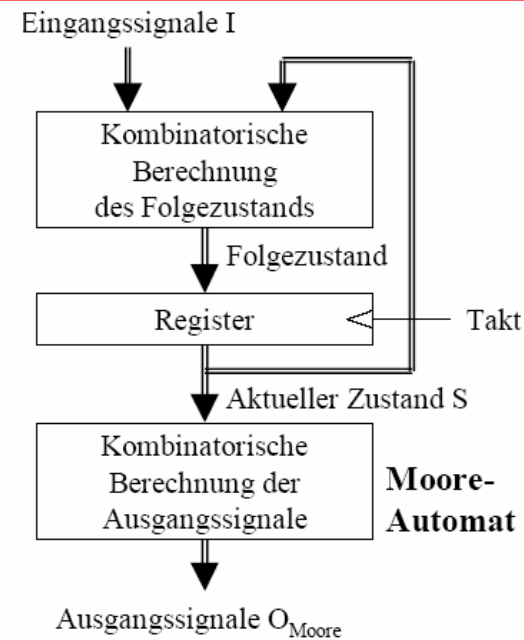 Eingangssignale I
Kombinatorische
Berechnung
des Folgezustands
Folgezustand
Register
Takt
Aktueller Zustand S
Kombinatorische
Berechnung der
Ausgangssignale
Moore-
Automat
Ausgangssignale O_Moore